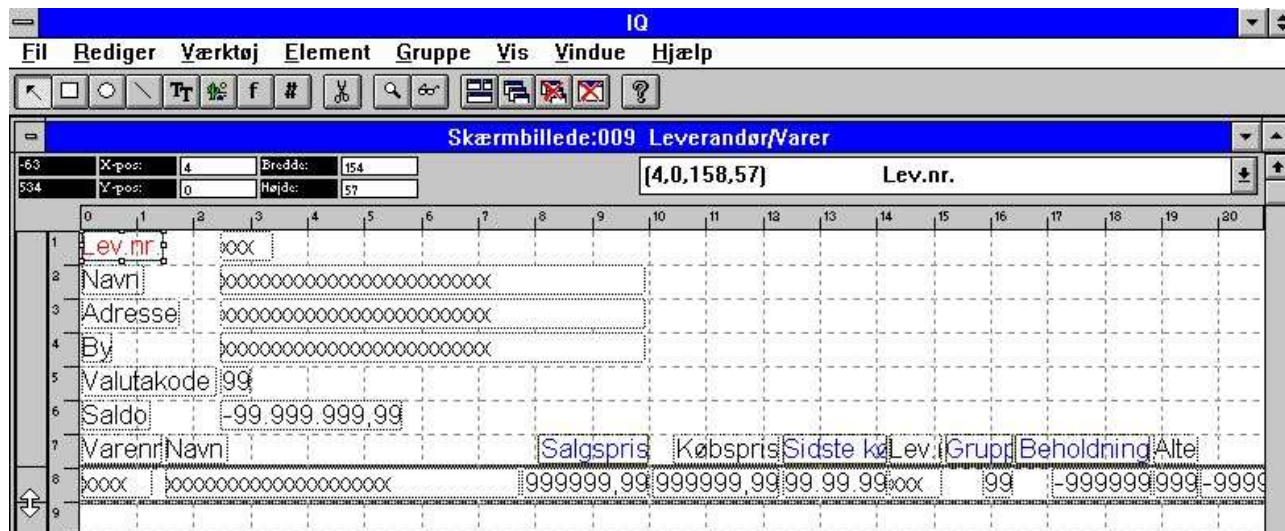 IQ
Fil Rediger Værktøj Element Gruppe Vis Vindue Hjælp
TT f # ?
Skærmbillede:009 Leverandør/Varer
-63 X-pos: 4 Bredde: 154
534 Y-pos: 0 Højde: 57
(4,0,158,57) Lev.nr.
0 1 2 3 4 5 6 7 8 9 10 11 12 13 14 15 16 17 18 19 20
1 Lev.nr xxxx
2 Navn xxxxxxxxxxxxxxxxxxxxxxxxx
3 Adresse xxxxxxxxxxxxxxxxxxxxxxxxx
4 By xxxxxxxxxxxxxxxxxxxxxxxxx
5 Valutakode 99
6 Saldo -99.999.999,99
7 Varenr Navn Salgspris Købspris Sidste kø Lev. Grupp Beholdning Alte
8 xxxxx xxxxxxxxxxxxxxxxxxxx 999999,99 999999,99 99.99.99 xxxx 99 -999999 999 -9999
9